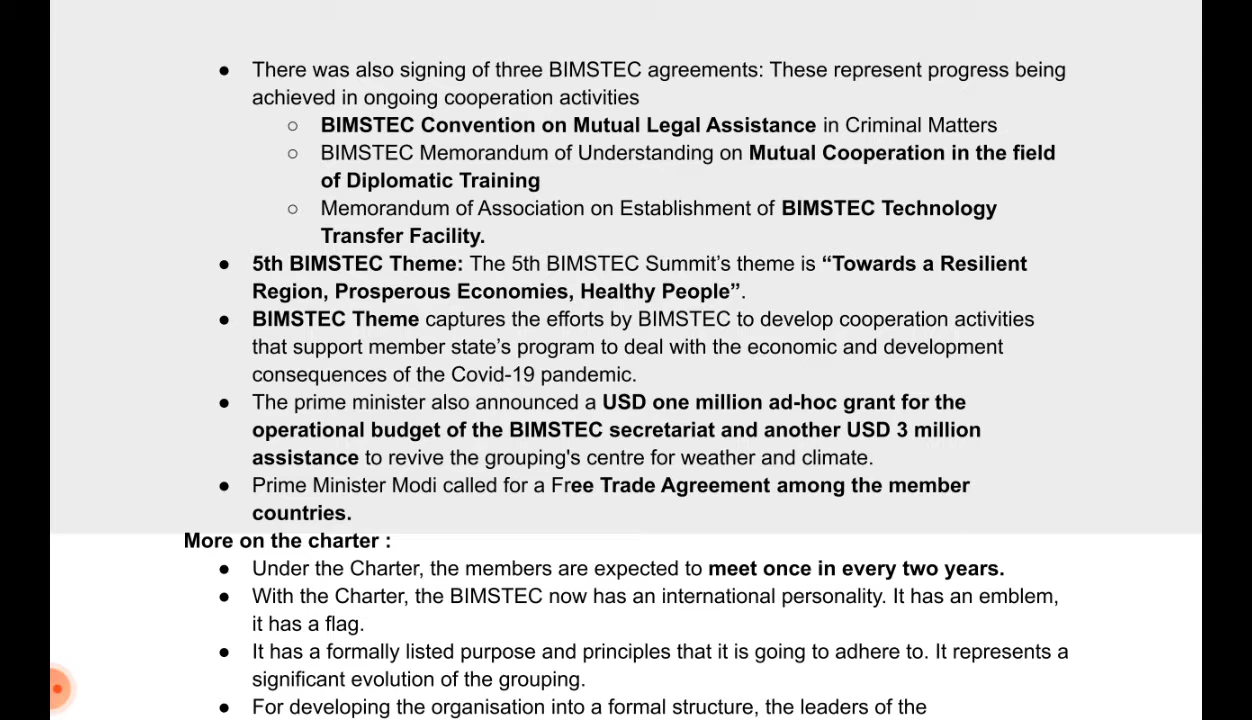 ● There was also signing of three BIMSTEC agreements: These represent progress being
achieved in ongoing cooperation activities
○ BIMSTEC Convention on Mutual Legal Assistance in Criminal Matters
○ BIMSTEC Memorandum of Understanding on Mutual Cooperation in the field
of Diplomatic Training
○ Memorandum of Association on Establishment of BIMSTEC Technology
Transfer Facility.
● 5th BIMSTEC Theme: The 5th BIMSTEC Summit’s theme is “Towards a Resilient
Region, Prosperous Economies, Healthy People”.
● BIMSTEC Theme captures the efforts by BIMSTEC to develop cooperation activities
that support member state’s program to deal with the economic and development
consequences of the Covid-19 pandemic.
● The prime minister also announced a USD one million ad-hoc grant for the
operational budget of the BIMSTEC secretariat and another USD 3 million
assistance to revive the grouping's centre for weather and climate.
● Prime Minister Modi called for a Free Trade Agreement among the member
countries.
More on the charter :
● Under the Charter, the members are expected to meet once in every two years.
● With the Charter, the BIMSTEC now has an international personality. It has an emblem,
it has a flag.
● It has a formally listed purpose and principles that it is going to adhere to. It represents a
significant evolution of the grouping.
● For developing the organisation into a formal structure, the leaders of the